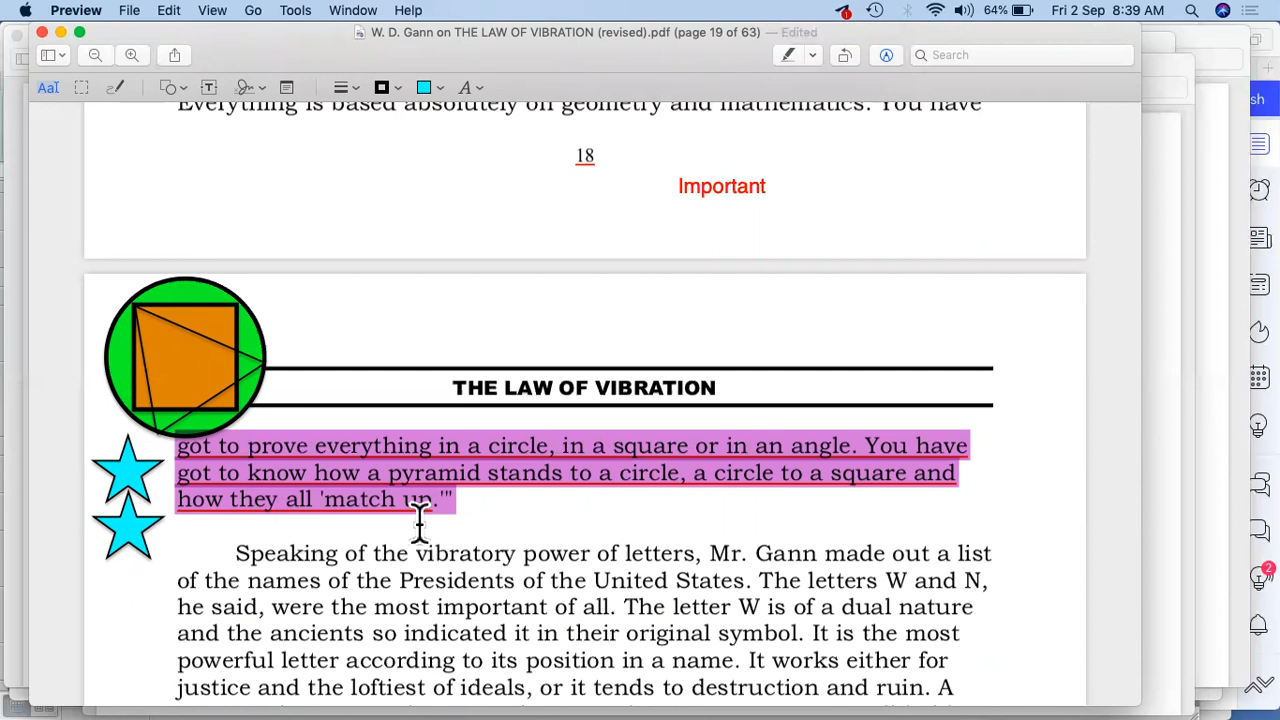 Preview File Edit View Go Tools Window Help 64% Fri 2 Sep 8:39 AM
W. D. Gann on THE LAW OF VIBRATION (revised).pdf (page 19 of 63) — Edited
Search
AaI T A
Everything is based absolutely on geometry and mathematics. You have
18
Important
THE LAW OF VIBRATION
got to prove everything in a circle, in a square or in an angle. You have
got to know how a pyramid stands to a circle, a circle to a square and
how they all 'match up.'"
Speaking of the vibratory power of letters, Mr. Gann made out a list
of the names of the Presidents of the United States. The letters W and N,
he said, were the most important of all. The letter W is of a dual nature
and the ancients so indicated it in their original symbol. It is the most
powerful letter according to its position in a name. It works either for
justice and the loftiest of ideals, or it tends to destruction and ruin. A
2